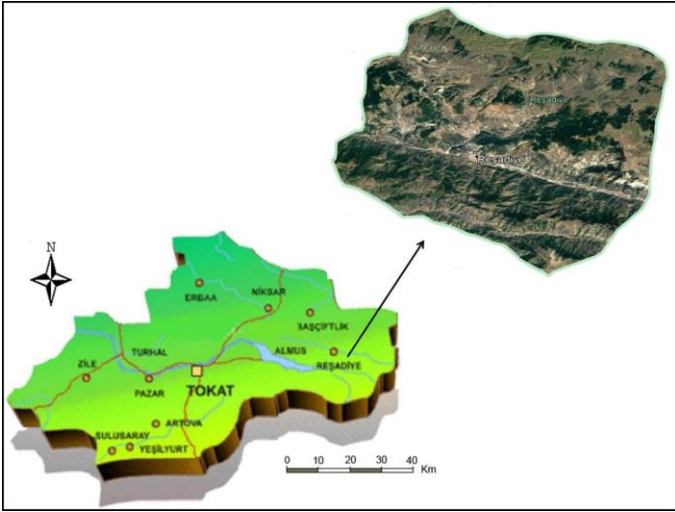 Reşadiye
Reşadiye
N
ERBAA
NİKSAR
BAŞÇİFTLİK
TURHAL
ALMUS
ZİLE
REŞADİYE
PAZAR
TOKAT
ARTOVA
SULUSARAY
YEŞİLYURT
0 10 20 30 40
Km